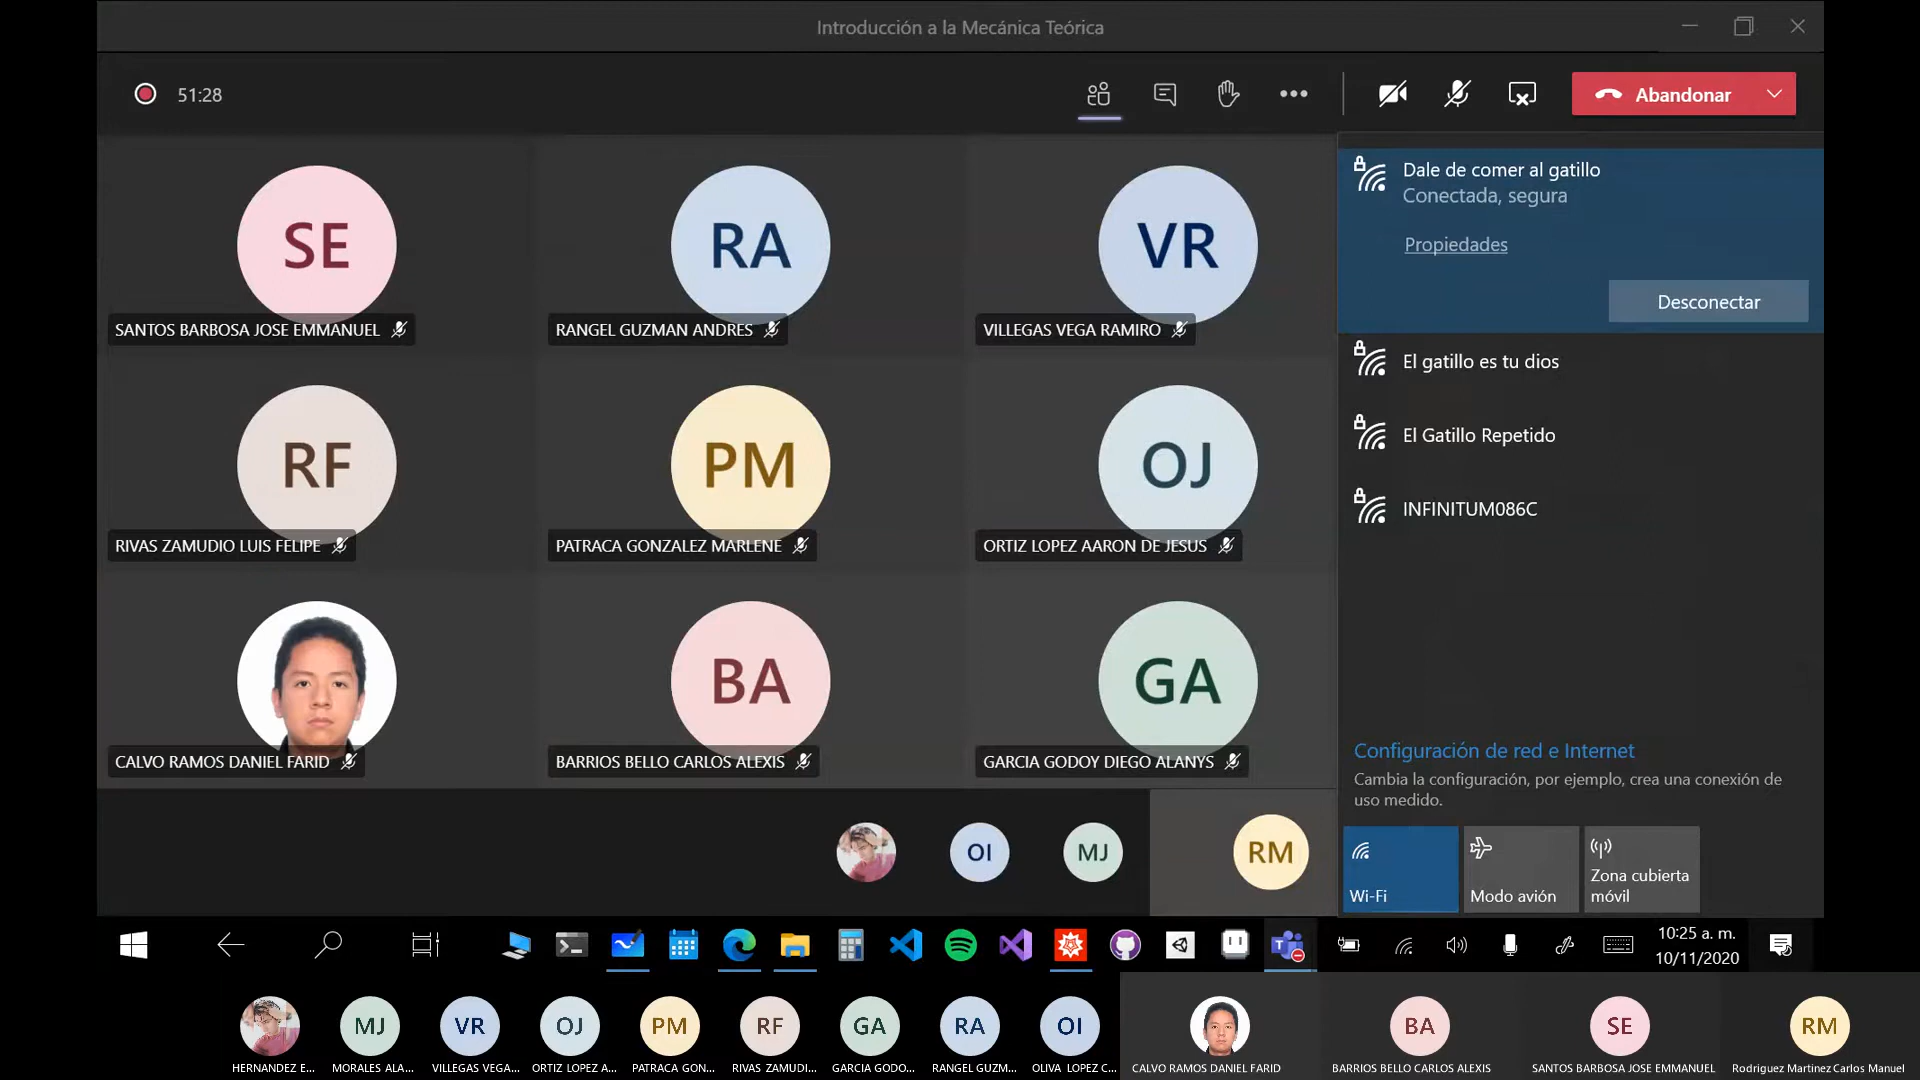 Introducción a la Mecánica Teórica
51:28
Abandonar
SE
RA
VR
SANTOS BARBOSA JOSE EMMANUEL
RANGEL GUZMAN ANDRES
VILLEGAS VEGA RAMIRO
RF
PM
OJ
RIVAS ZAMUDIO LUIS FELIPE
PATRACA GONZALEZ MARLENE
ORTIZ LOPEZ AARON DE JESUS
BA
GA
CALVO RAMOS DANIEL FARID
BARRIOS BELLO CARLOS ALEXIS
GARCIA GODOY DIEGO ALANYS
OI
MJ
RM
Dale de comer al gatillo
Conectada, segura
Propiedades
Desconectar
El gatillo es tu dios
El Gatillo Repetido
INFINITUM086C
Configuración de red e Internet
Cambia la configuración, por ejemplo, crea una conexión de
uso medido.
Wi-Fi
Modo avión
Zona cubierta
móvil
10:25 a. m.
10/11/2020
MJ
VR
OJ
PM
RF
GA
RA
OI
BA
SE
RM
HERNANDEZ E...
MORALES ALA...
VILLEGAS VEGA...
ORTIZ LOPEZ A...
PATRACA GON...
RIVAS ZAMUDI...
GARCIA GODO...
RANGEL GUZM...
OLIVA LOPEZ C...
CALVO RAMOS DANIEL FARID
BARRIOS BELLO CARLOS ALEXIS
SANTOS BARBOSA JOSE EMMANUEL
Rodriguez Martinez Carlos Manuel